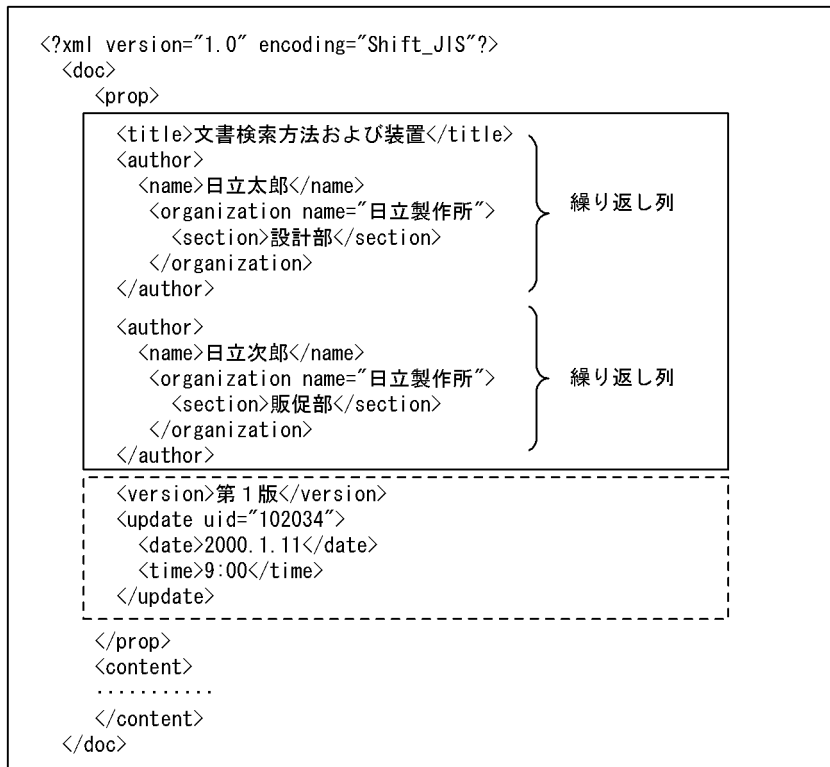 <?xml version="1.0" encoding="Shift_JIS"?>
<doc>
<prop>
<title>文書検索方法および装置</title>
<author>
<name>日立太郎</name>
<organization name="日立製作所">
<section>設計部</section>
</organization>
</author>
繰り返し列
<author>
<name>日立次郎</name>
<organization name="日立製作所">
<section>販促部</section>
</organization>
</author>
繰り返し列
<version>第１版</version>
<update uid="102034">
<date>2000.1.11</date>
<time>9:00</time>
</update>
</prop>
<content>
...........
</content>
</doc>